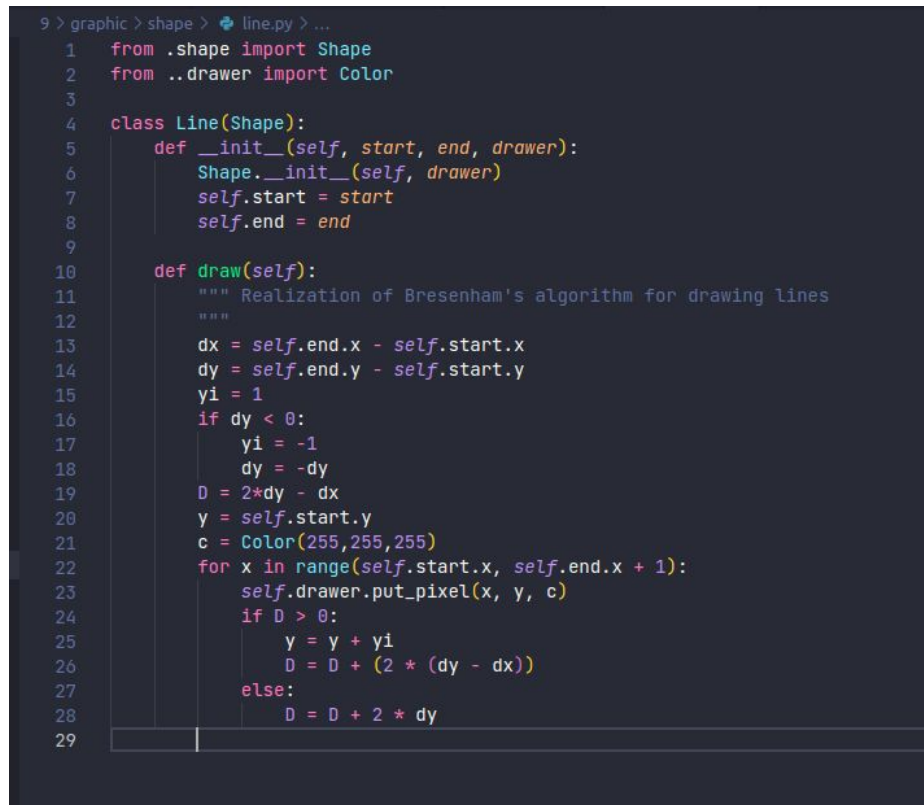 9 > graphic > shape > line.py > ...
1 from .shape import Shape
2 from ..drawer import Color
3
4 class Line(Shape):
5     def __init__(self, start, end, drawer):
6         Shape.__init__(self, drawer)
7         self.start = start
8         self.end = end
9
10     def draw(self):
11         """ Realization of Bresenham's algorithm for drawing lines
12         """
13         dx = self.end.x - self.start.x
14         dy = self.end.y - self.start.y
15         yi = 1
16         if dy < 0:
17             yi = -1
18             dy = -dy
19         D = 2*dy - dx
20         y = self.start.y
21         c = Color(255,255,255)
22         for x in range(self.start.x, self.end.x + 1):
23             self.drawer.put_pixel(x, y, c)
24             if D > 0:
25                 y = y + yi
26                 D = D + (2 * (dy - dx))
27             else:
28                 D = D + 2 * dy
29